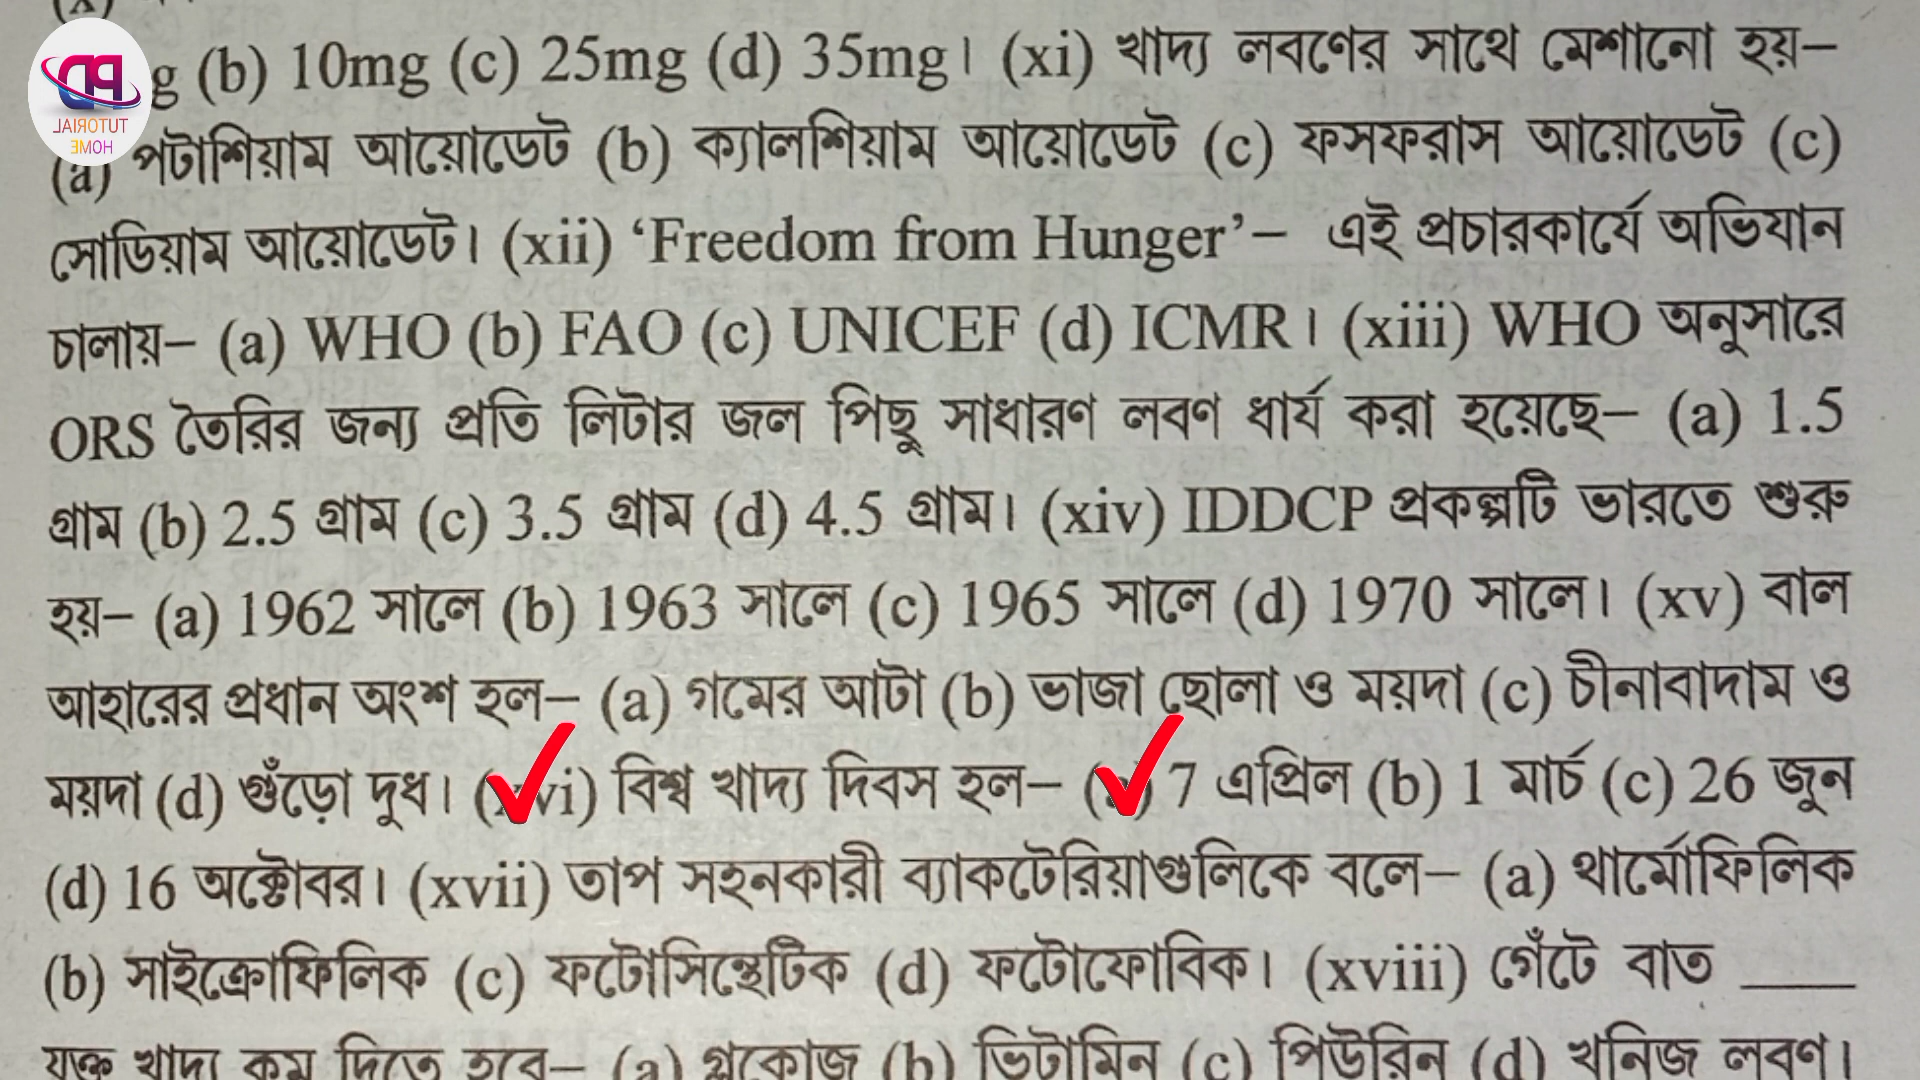 (x)
g (b) 10mg (c) 25mg (d) 35mg। (xi) খাদ্য লবণের সাথে মেশানো হয়–
(a) পটাশিয়াম আয়োডেট (b) ক্যালশিয়াম আয়োডেট (c) ফসফরাস আয়োডেট (c)
সোডিয়াম আয়োডেট। (xii) ‘Freedom from Hunger’– এই প্রচারকার্যে অভিযান
চালায়– (a) WHO (b) FAO (c) UNICEF (d) ICMR। (xiii) WHO অনুসারে
ORS তৈরির জন্য প্রতি লিটার জল পিছু সাধারণ লবণ ধার্য করা হয়েছে– (a) 1.5
গ্রাম (b) 2.5 গ্রাম (c) 3.5 গ্রাম (d) 4.5 গ্রাম। (xiv) IDDCP প্রকল্পটি ভারতে শুরু
হয়– (a) 1962 সালে (b) 1963 সালে (c) 1965 সালে (d) 1970 সালে। (xv) বাল
আহারের প্রধান অংশ হল– (a) গমের আটা (b) ভাজা ছোলা ও ময়দা (c) চীনাবাদাম ও
ময়দা (d) গুঁড়ো দুধ। (xvi) বিশ্ব খাদ্য দিবস হল– (a) 7 এপ্রিল (b) 1 মার্চ (c) 26 জুন
(d) 16 অক্টোবর। (xvii) তাপ সহনকারী ব্যাকটেরিয়াগুলিকে বলে– (a) থার্মোফিলিক
(b) সাইক্রোফিলিক (c) ফটোসিন্থেটিক (d) ফটোফোবিক। (xviii) গেঁটে বাত ____
যুক্ত খাদ্য কম দিতে হবে– (a) গ্লুকোজ (b) ভিটামিন (c) পিউরিন (d) খনিজ লবণ।
TUTORIAL
HOME